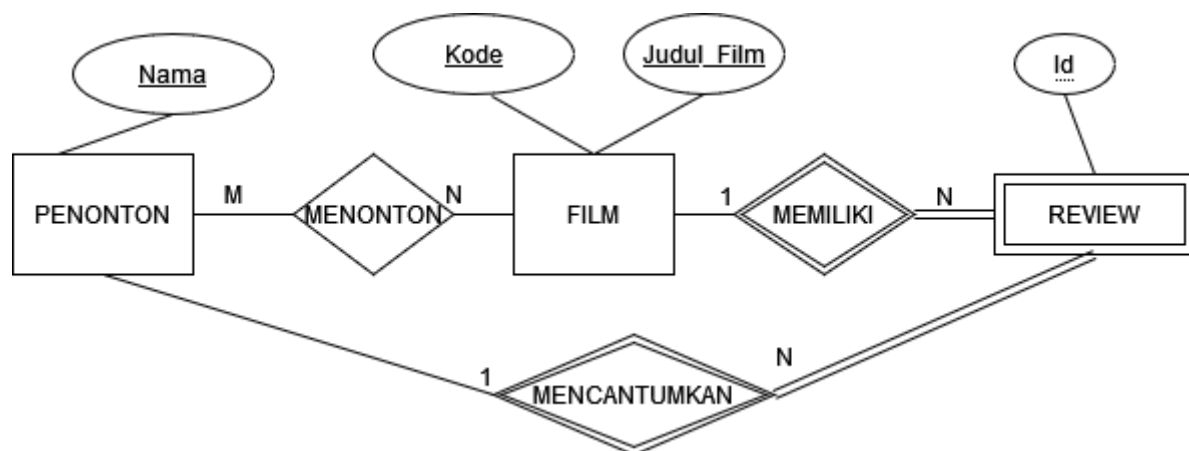 Nama
Kode
Judul_Film
Id
PENONTON
M
MENONTON
N
FILM
1
MEMILIKI
N
REVIEW
1
MENCANTUMKAN
N